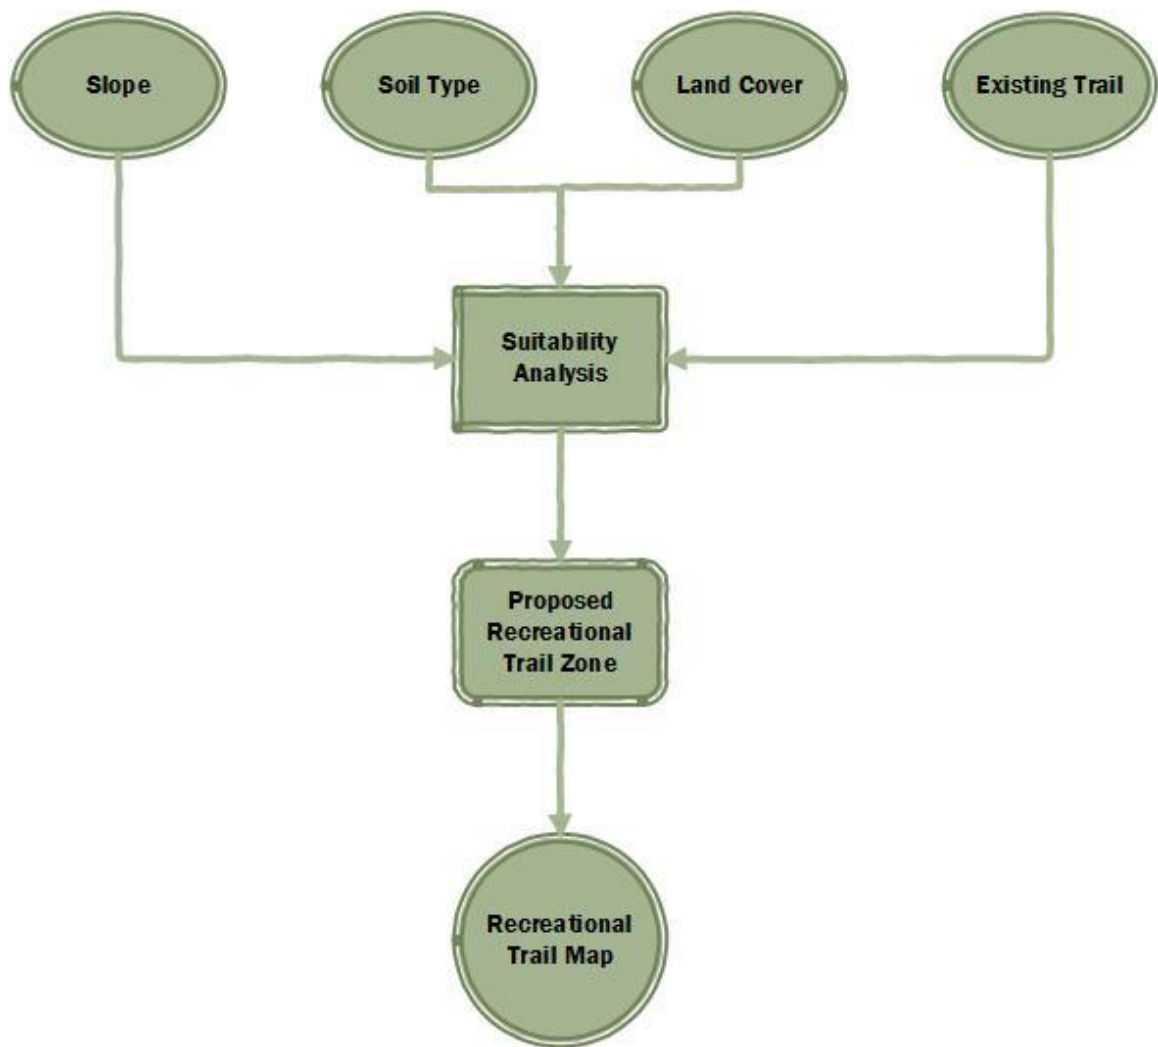 Slope
Soil Type
Land Cover
Existing Trail
Suitability
Analysis
Proposed
Recreational
Trail Zone
Recreational
Trail Map